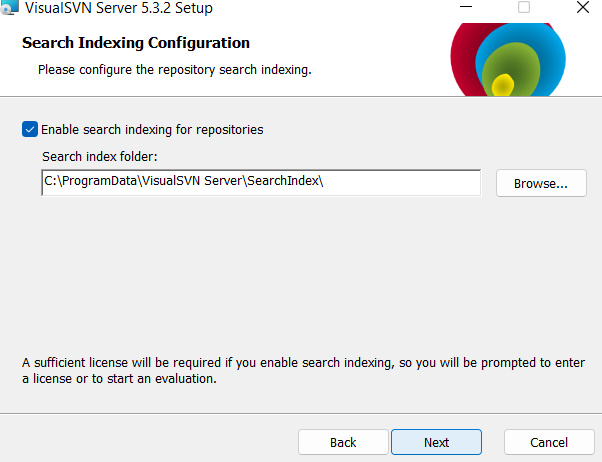 VisualSVN Server 5.3.2 Setup
Search Indexing Configuration
Please configure the repository search indexing.
Enable search indexing for repositories
Search index folder:
C:\ProgramData\VisualSVN Server\SearchIndex\
Browse...
A sufficient license will be required if you enable search indexing, so you will be prompted to enter
a license or to start an evaluation.
Back
Next
Cancel